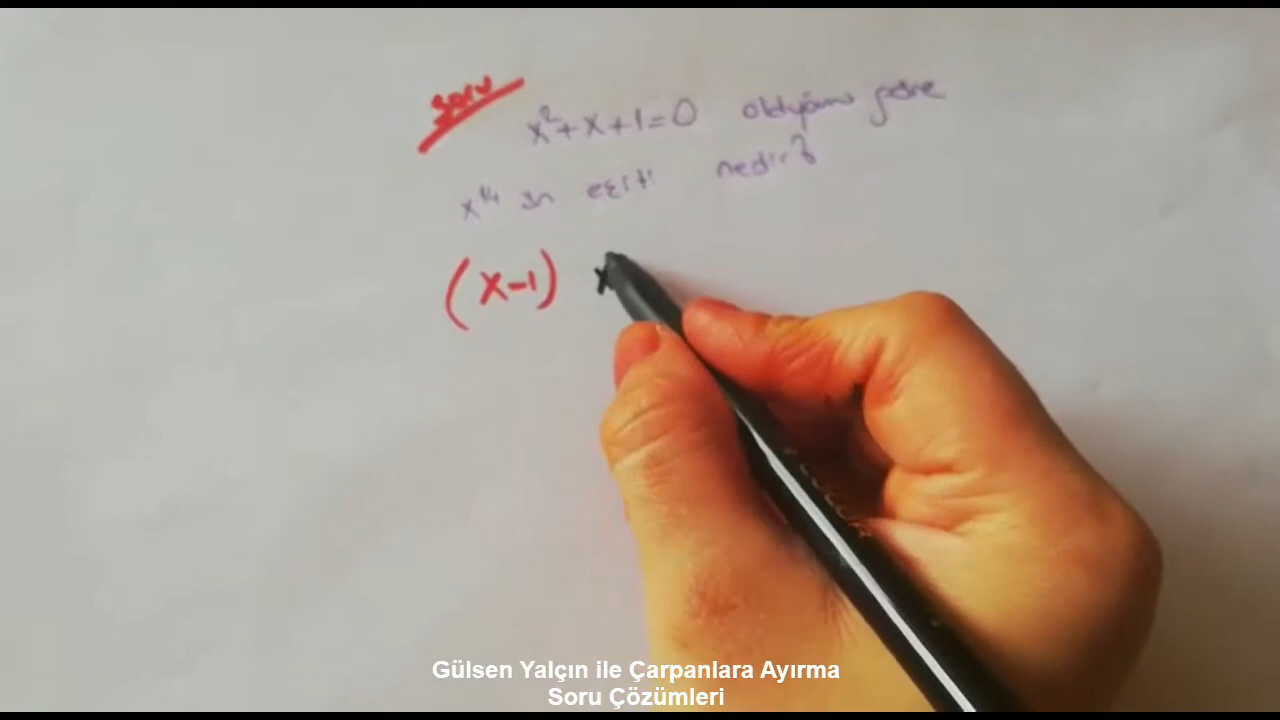 Soru
x²+x+1=0 olduğuna göre
x¹⁴ ün eşiti nedir?
(x-1) x
Gülsen Yalçın ile Çarpanlara Ayırma
Soru Çözümleri